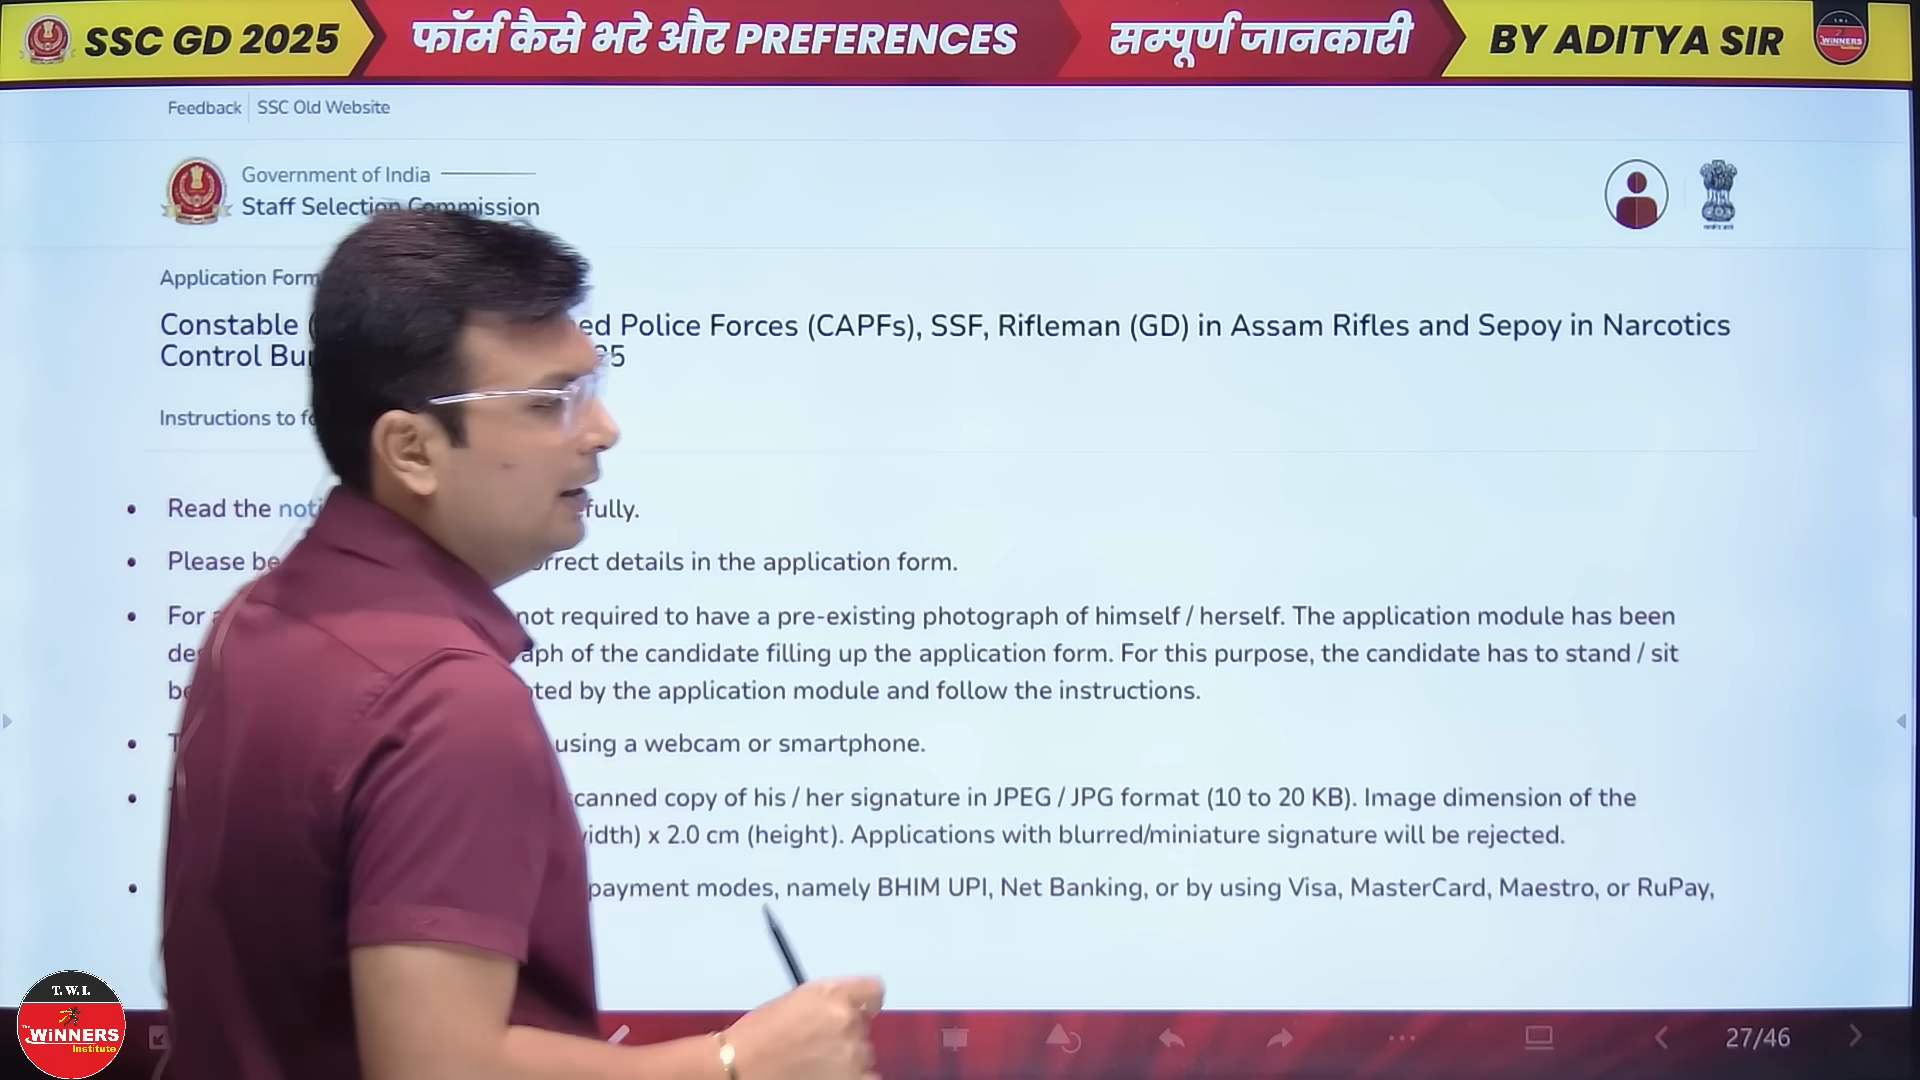 SSC GD 2025
फॉर्म कैसे भरे और PREFERENCES
सम्पूर्ण जानकारी
BY ADITYA SIR
WiNNERS
Feedback
SSC Old Website
Government of India
Staff Selection Commission
Application Form
Constable ed Police Forces (CAPFs), SSF, Rifleman (GD) in Assam Rifles and Sepoy in Narcotics
Control 25
Instructions to
• Read the fully.
• Please be orrect details in the application form.
• For not required to have a pre-existing photograph of himself / herself. The application module has been
aph of the candidate filling up the application form. For this purpose, the candidate has to stand / sit
ted by the application module and follow the instructions.
• using a webcam or smartphone.
• scanned copy of his / her signature in JPEG / JPG format (10 to 20 KB). Image dimension of the
width) x 2.0 cm (height). Applications with blurred/miniature signature will be rejected.
• payment modes, namely BHIM UPI, Net Banking, or by using Visa, MasterCard, Maestro, or RuPay,
T.W.I.
The WiNNERS
Institute
27/46